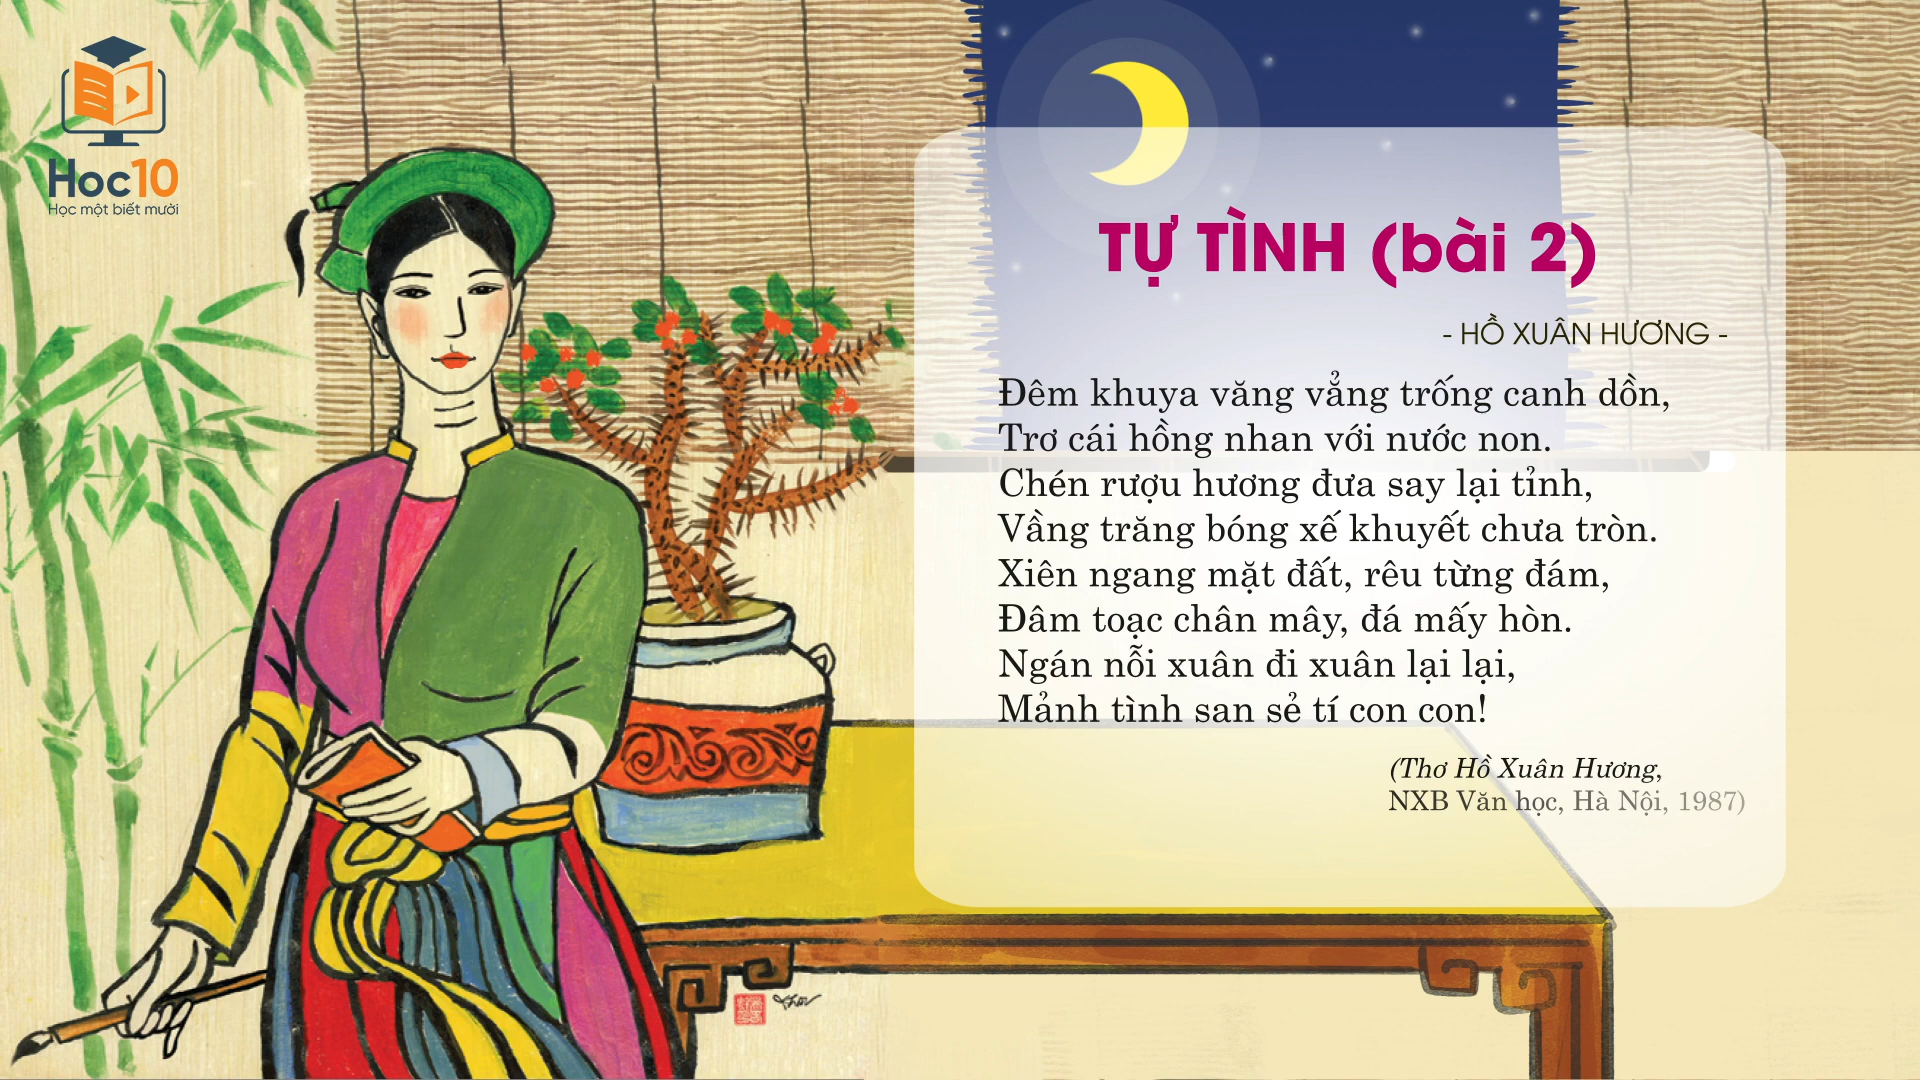 Hoc10
Học một biết mười
TỰ TÌNH (bài 2)
- HỒ XUÂN HƯƠNG -
Đêm khuya văng vẳng trống canh dồn,
Trơ cái hồng nhan với nước non.
Chén rượu hương đưa say lại tỉnh,
Vầng trăng bóng xế khuyết chưa tròn.
Xiên ngang mặt đất, rêu từng đám,
Đâm toạc chân mây, đá mấy hòn.
Ngán nỗi xuân đi xuân lại lại,
Mảnh tình san sẻ tí con con!
(Thơ Hồ Xuân Hương,
NXB Văn học, Hà Nội, 1987)